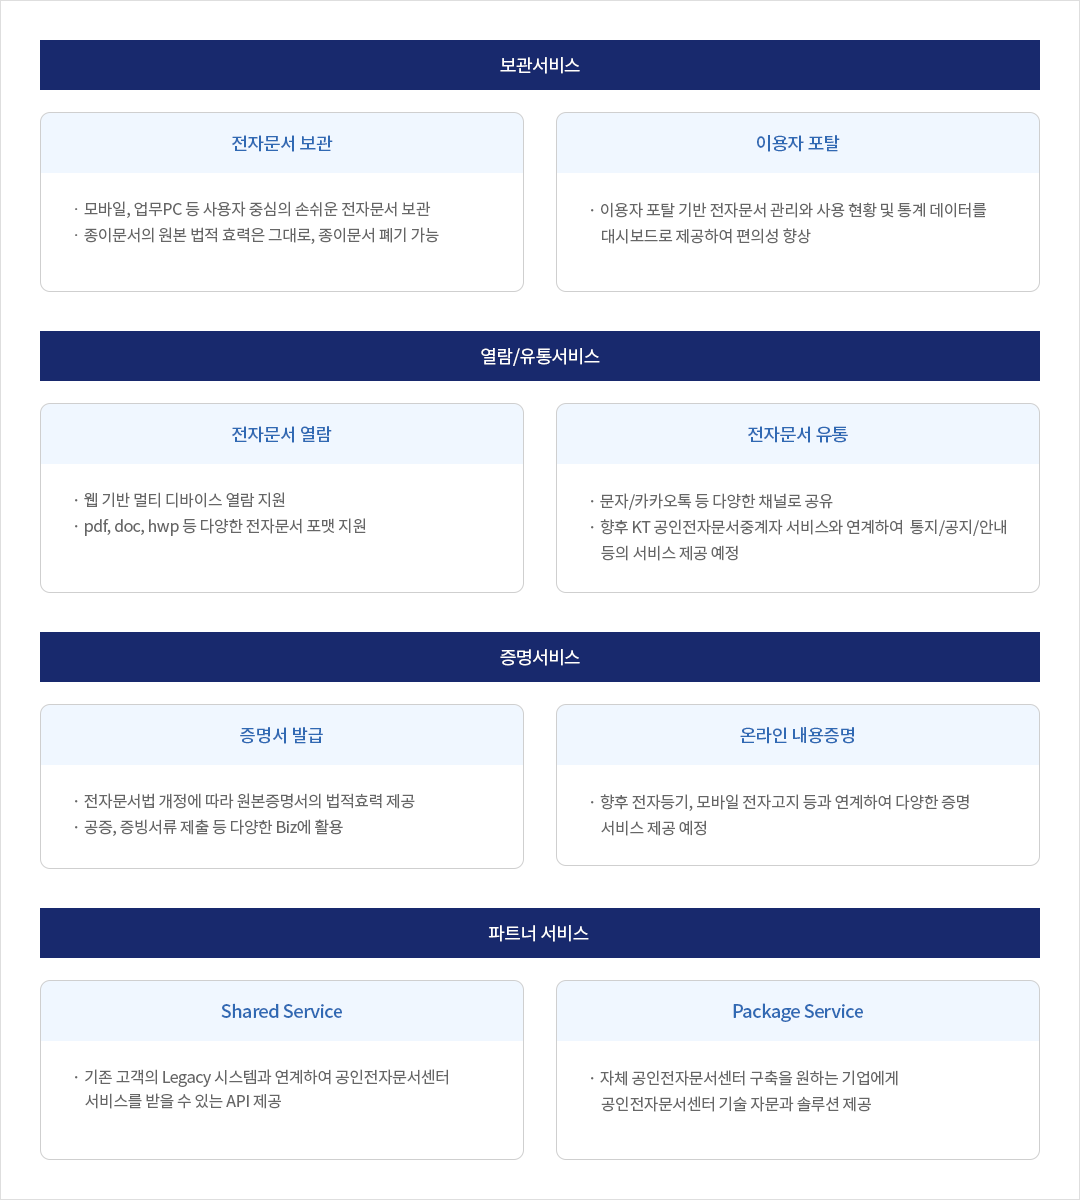 보관서비스
전자문서 보관
· 모바일, 업무PC 등 사용자 중심의 손쉬운 전자문서 보관
· 종이문서의 원본 법적 효력은 그대로, 종이문서 폐기 가능
이용자 포탈
· 이용자 포탈 기반 전자문서 관리와 사용 현황 및 통계 데이터를
대시보드로 제공하여 편의성 향상
열람/유통서비스
전자문서 열람
· 웹 기반 멀티 디바이스 열람 지원
· pdf, doc, hwp 등 다양한 전자문서 포맷 지원
전자문서 유통
· 문자/카카오톡 등 다양한 채널로 공유
· 향후 KT 공인전자문서중계자 서비스와 연계하여 통지/공지/안내
등의 서비스 제공 예정
증명서비스
증명서 발급
· 전자문서법 개정에 따라 원본증명서의 법적효력 제공
· 공증, 증빙서류 제출 등 다양한 Biz에 활용
온라인 내용증명
· 향후 전자등기, 모바일 전자고지 등과 연계하여 다양한 증명
서비스 제공 예정
파트너 서비스
Shared Service
· 기존 고객의 Legacy 시스템과 연계하여 공인전자문서센터
서비스를 받을 수 있는 API 제공
Package Service
· 자체 공인전자문서센터 구축을 원하는 기업에게
공인전자문서센터 기술 자문과 솔루션 제공